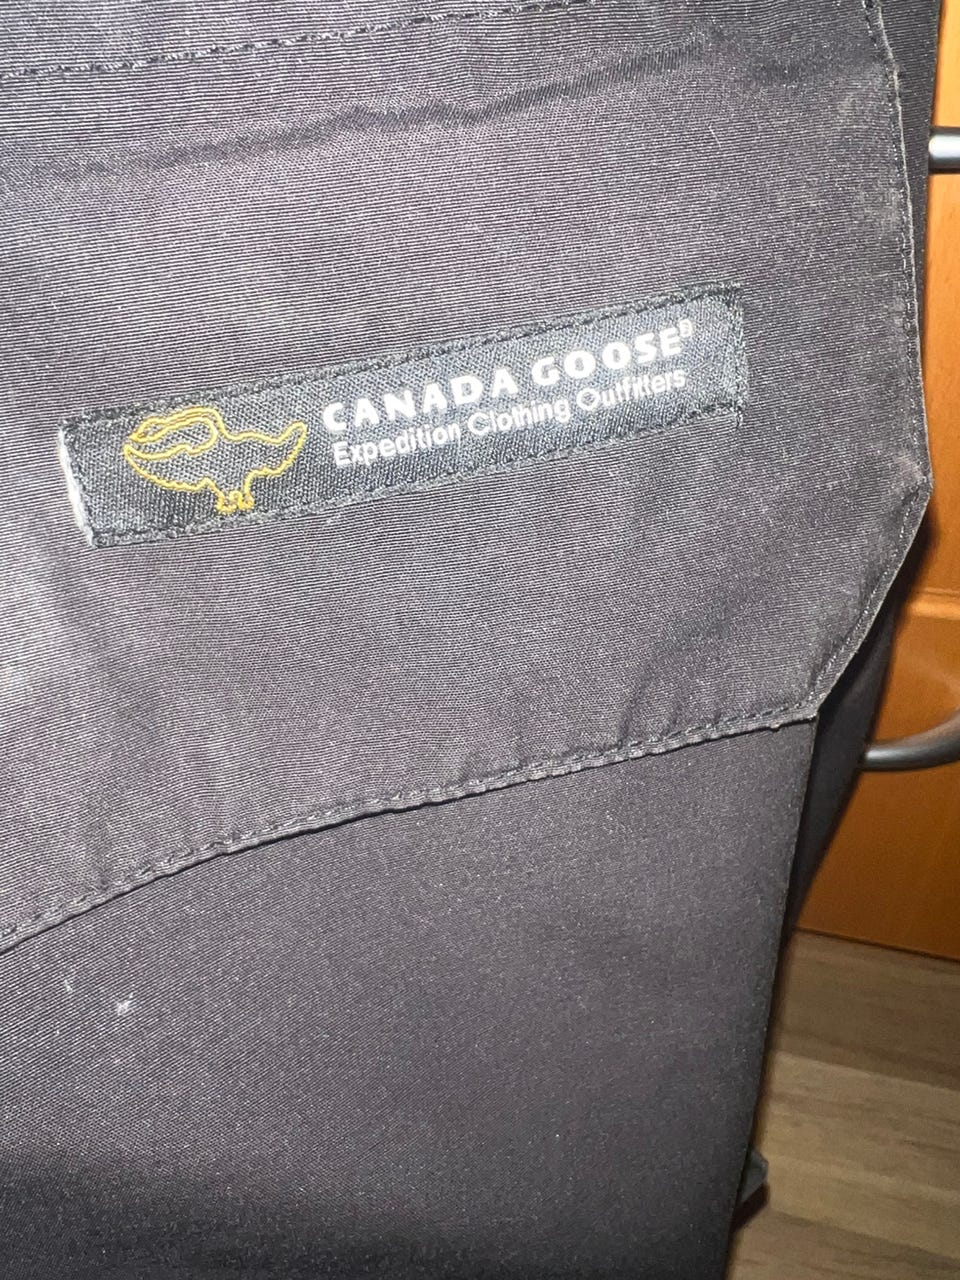 CANADA GOOSE®
Expedition Clothing Outfitters